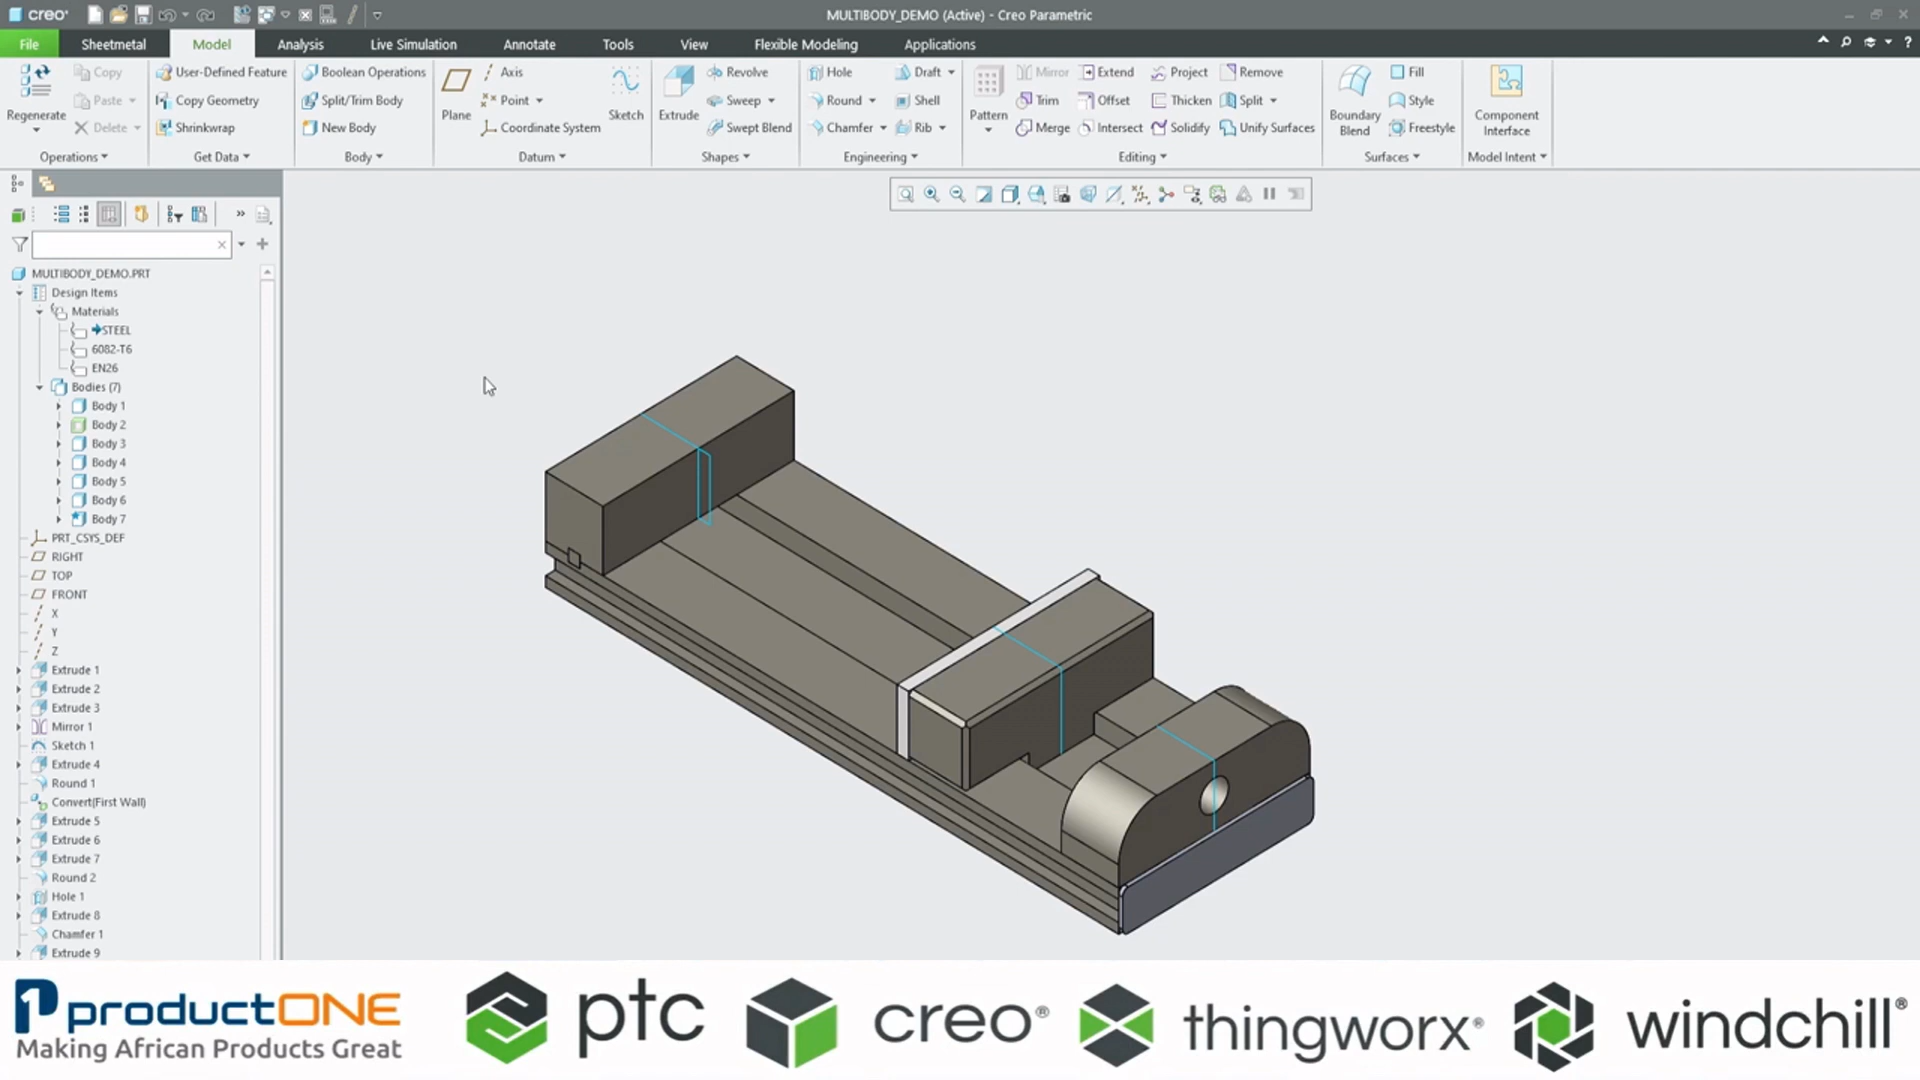 creo
MULTIBODY_DEMO (Active) - Creo Parametric
File Sheetmetal Model Analysis Live Simulation Annotate Tools View Flexible Modeling Applications
Regenerate Copy Paste Delete
Operations
User-Defined Feature
Copy Geometry
Shrinkwrap
Get Data
Boolean Operations
Split/Trim Body
New Body
Body
Plane Axis Point Coordinate System Sketch
Datum
Extrude Revolve Sweep Swept Blend
Shapes
Hole Draft
Round Shell
Chamfer Rib
Engineering
Pattern Mirror Extend Project Remove
Trim Offset Thicken Split
Merge Intersect Solidify Unify Surfaces
Editing
Boundary Blend Fill Style Freestyle
Surfaces
Component Interface
Model Intent
MULTIBODY_DEMO.PRT
Design Items
Materials
STEEL
6082-T6
EN26
Bodies (7)
Body 1
Body 2
Body 3
Body 4
Body 5
Body 6
Body 7
PRT_CSYS_DEF
RIGHT
TOP
FRONT
X
Y
Z
Extrude 1
Extrude 2
Extrude 3
Mirror 1
Sketch 1
Extrude 4
Round 1
Convert(First Wall)
Extrude 5
Extrude 6
Extrude 7
Round 2
Hole 1
Extrude 8
Chamfer 1
Extrude 9
1 productONE
Making African Products Great
ptc
creo®
thingworx®
windchill®